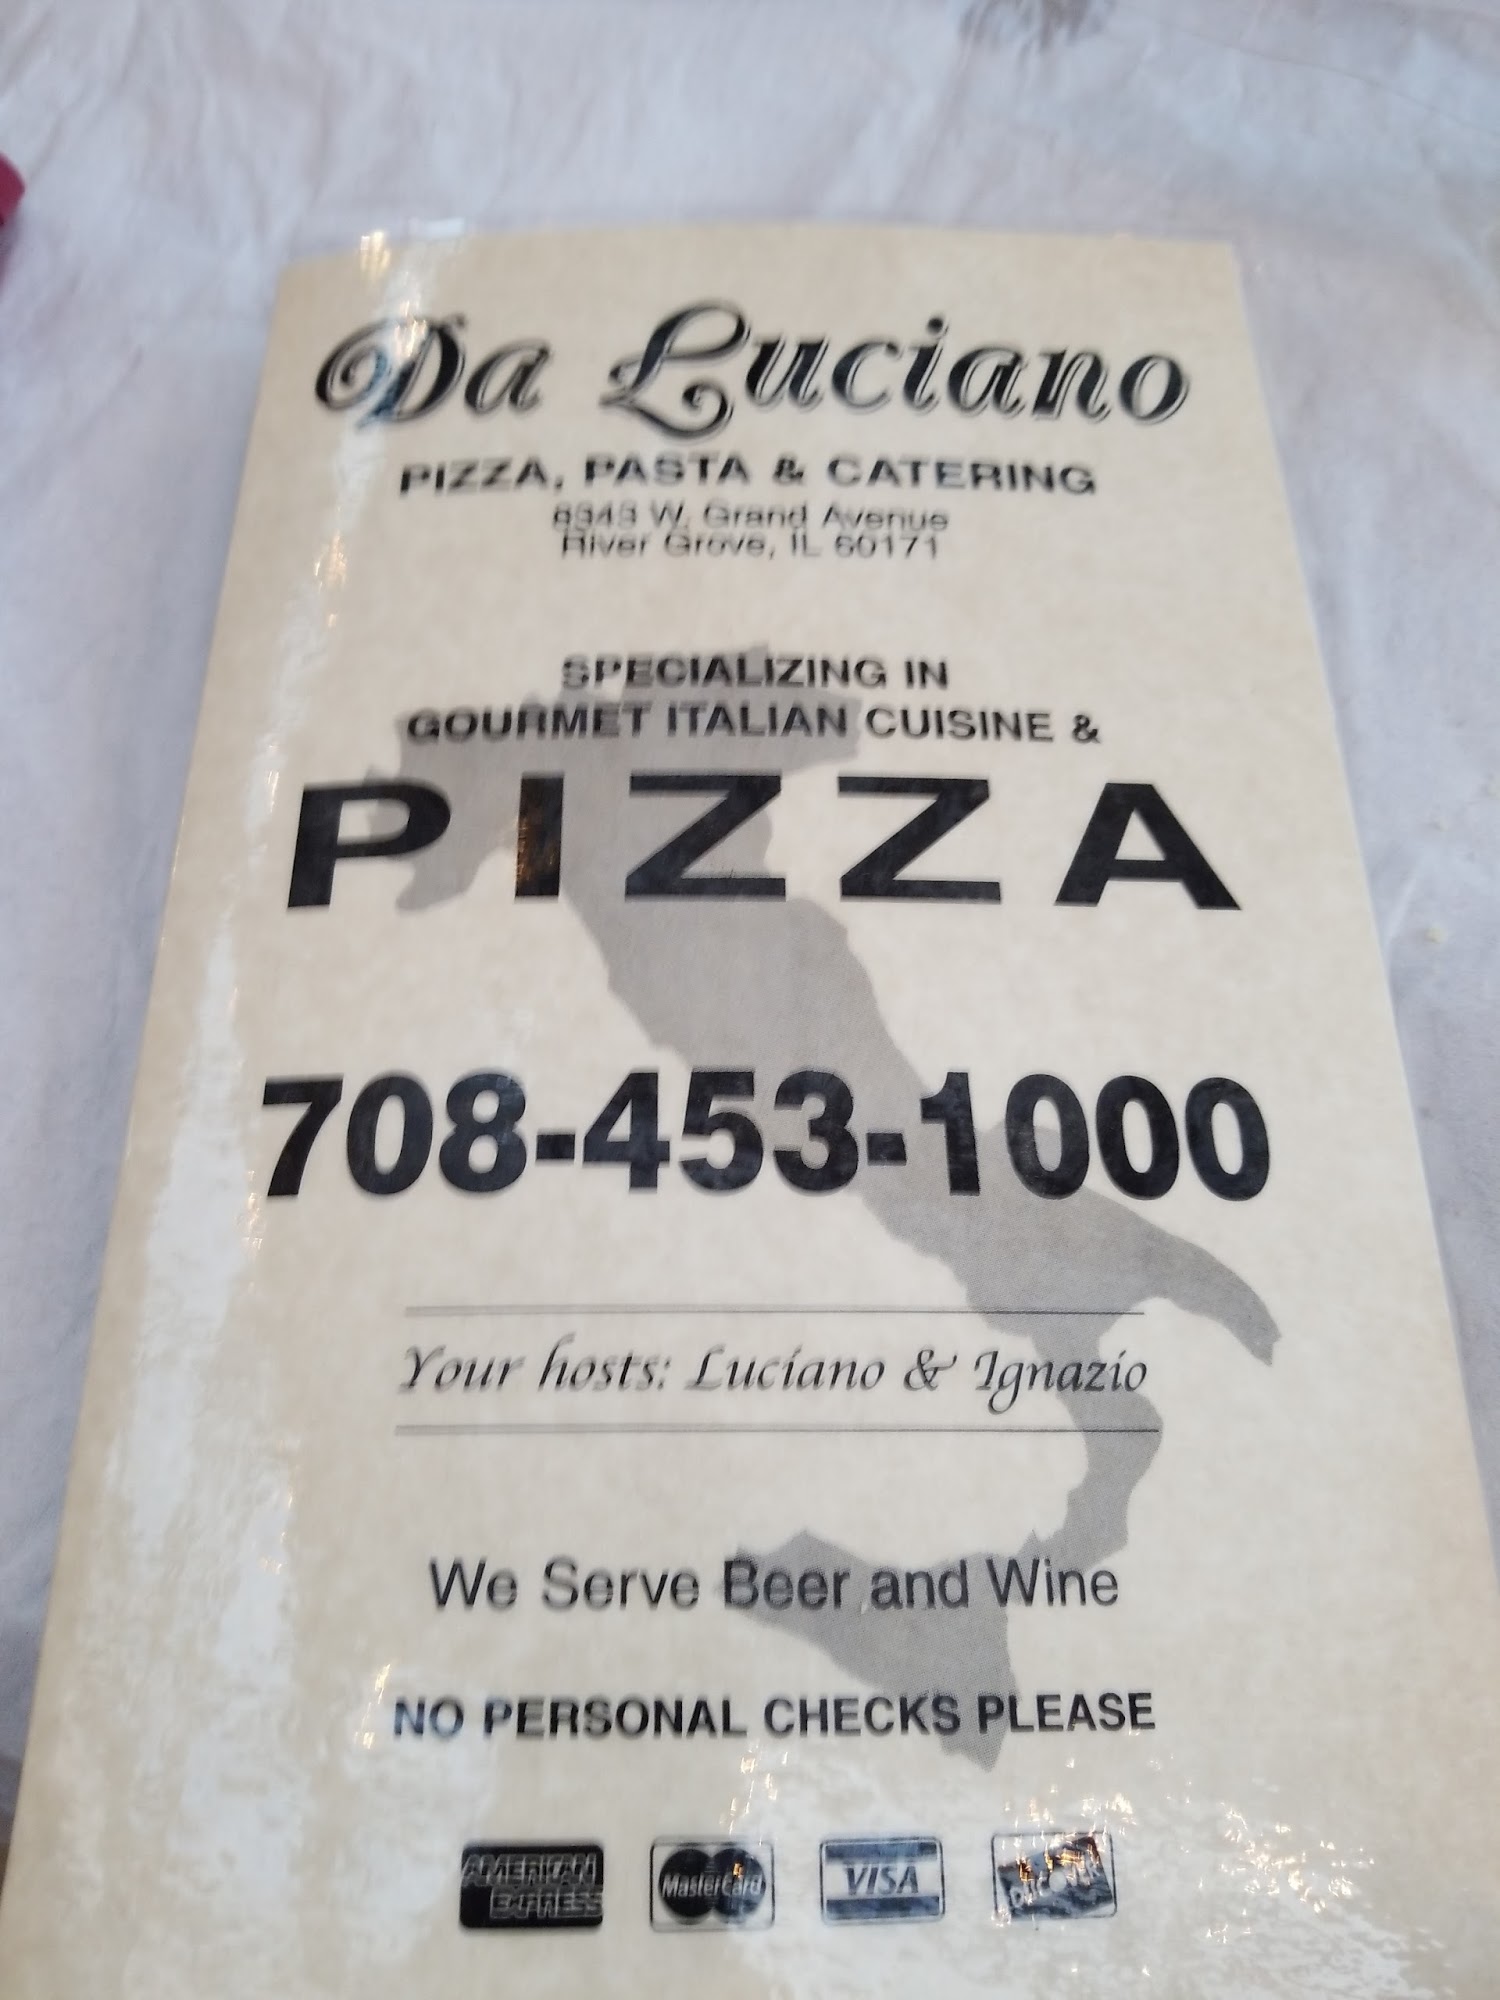 Da Luciano
PIZZA, PASTA & CATERING
8343 W. Grand Avenue
River Grove, IL 60171
SPECIALIZING IN
GOURMET ITALIAN CUISINE &
PIZZA
708-453-1000
Your hosts: Luciano & Ignazio
We Serve Beer and Wine
NO PERSONAL CHECKS PLEASE
AMERICAN EXPRESS MasterCard VISA DISCOVER